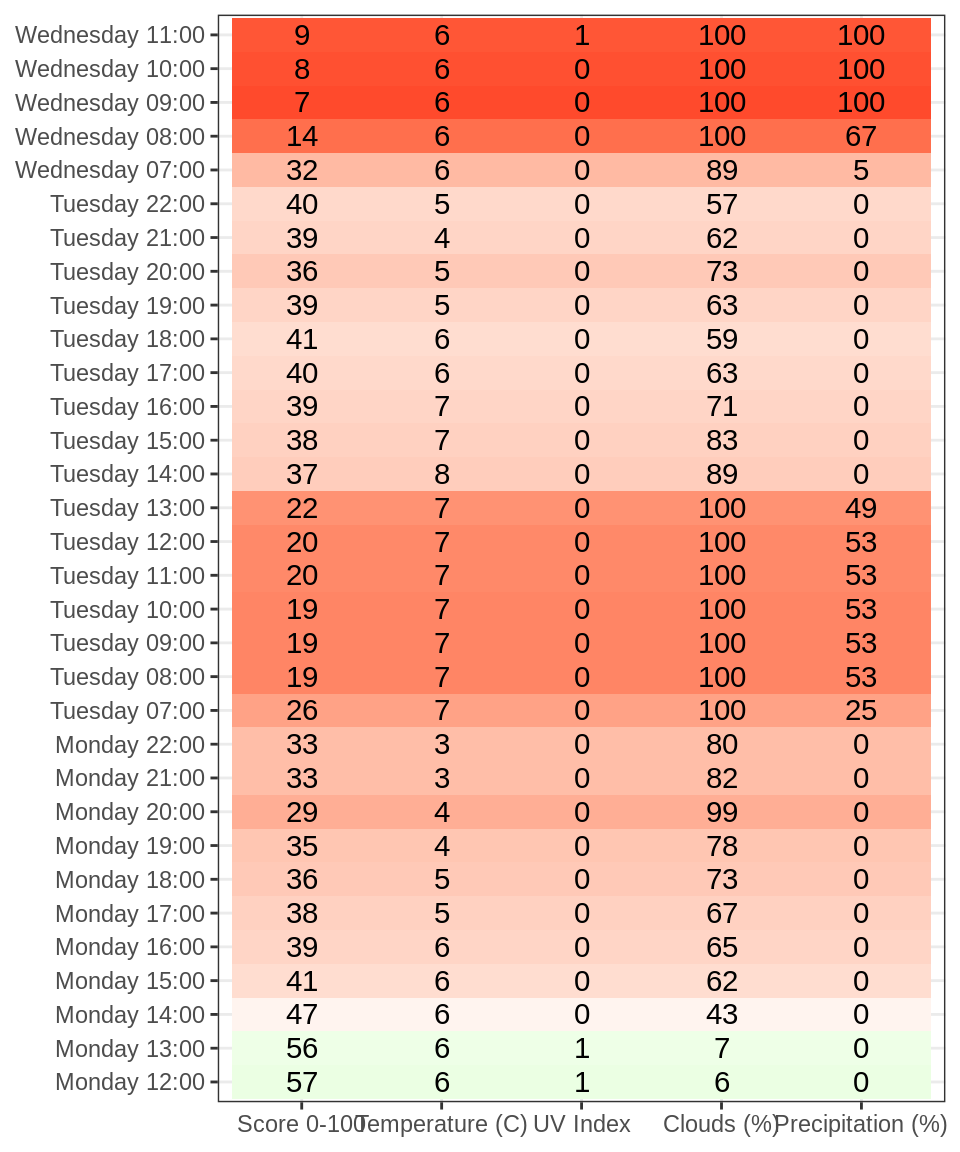 Wednesday 11:00 9 6 1 100 100
Wednesday 10:00 8 6 0 100 100
Wednesday 09:00 7 6 0 100 100
Wednesday 08:00 14 6 0 100 67
Wednesday 07:00 32 6 0 89 5
Tuesday 22:00 40 5 0 57 0
Tuesday 21:00 39 4 0 62 0
Tuesday 20:00 36 5 0 73 0
Tuesday 19:00 39 5 0 63 0
Tuesday 18:00 41 6 0 59 0
Tuesday 17:00 40 6 0 63 0
Tuesday 16:00 39 7 0 71 0
Tuesday 15:00 38 7 0 83 0
Tuesday 14:00 37 8 0 89 0
Tuesday 13:00 22 7 0 100 49
Tuesday 12:00 20 7 0 100 53
Tuesday 11:00 20 7 0 100 53
Tuesday 10:00 19 7 0 100 53
Tuesday 09:00 19 7 0 100 53
Tuesday 08:00 19 7 0 100 53
Tuesday 07:00 26 7 0 100 25
Monday 22:00 33 3 0 80 0
Monday 21:00 33 3 0 82 0
Monday 20:00 29 4 0 99 0
Monday 19:00 35 4 0 78 0
Monday 18:00 36 5 0 73 0
Monday 17:00 38 5 0 67 0
Monday 16:00 39 6 0 65 0
Monday 15:00 41 6 0 62 0
Monday 14:00 47 6 0 43 0
Monday 13:00 56 6 1 7 0
Monday 12:00 57 6 1 6 0
Score 0-100 Temperature (C) UV Index Clouds (%) Precipitation (%)